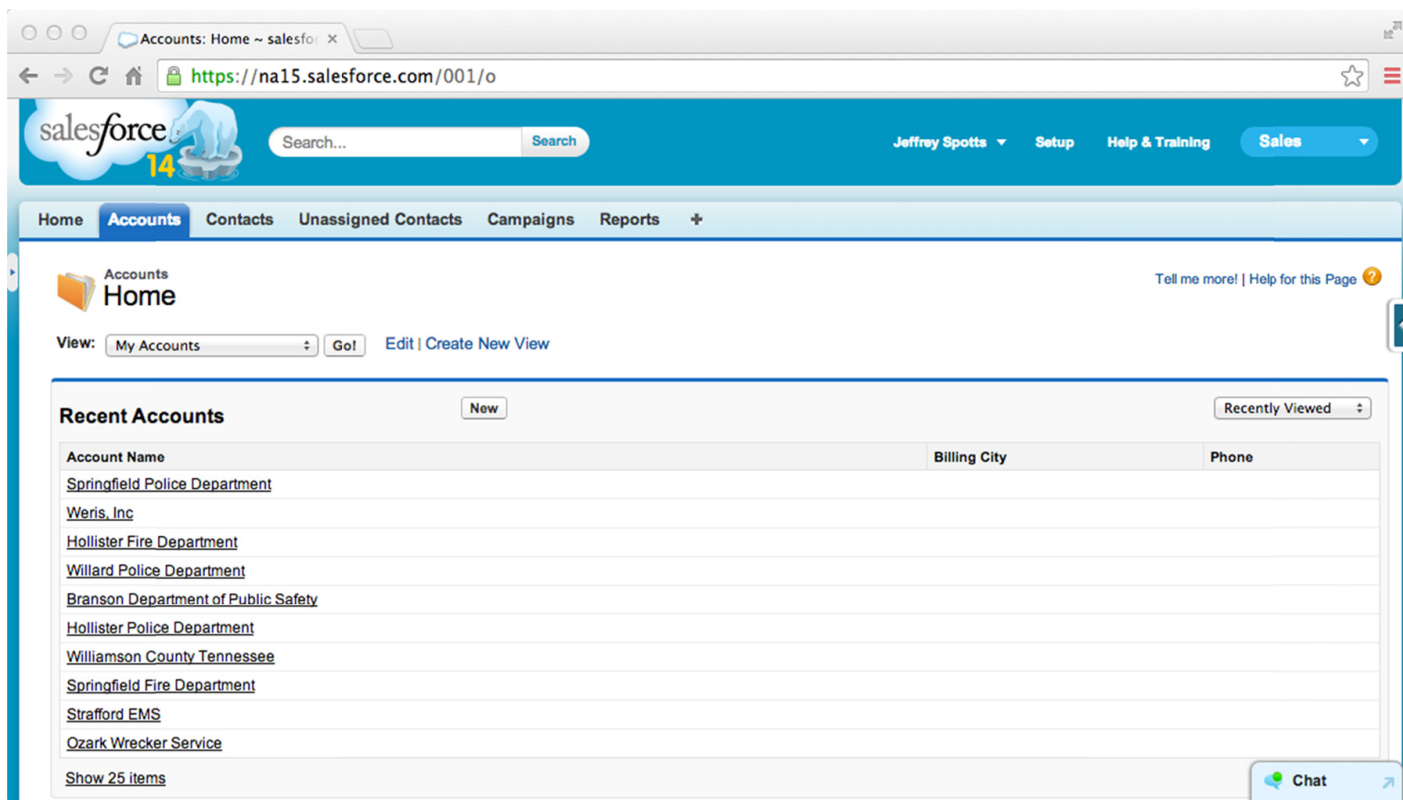 Accounts: Home ~ salesfor
https://na15.salesforce.com/001/o
salesforce
14
Search... Search Jeffrey Spotts Setup Help & Training Sales
Home Accounts Contacts Unassigned Contacts Campaigns Reports +
Accounts
Home
Tell me more! | Help for this Page ?
View: My Accounts Go! Edit | Create New View
Recent Accounts New Recently Viewed
Account Name Billing City Phone
Springfield Police Department
Weris, Inc
Hollister Fire Department
Willard Police Department
Branson Department of Public Safety
Hollister Police Department
Williamson County Tennessee
Springfield Fire Department
Strafford EMS
Ozark Wrecker Service
Show 25 items
Chat